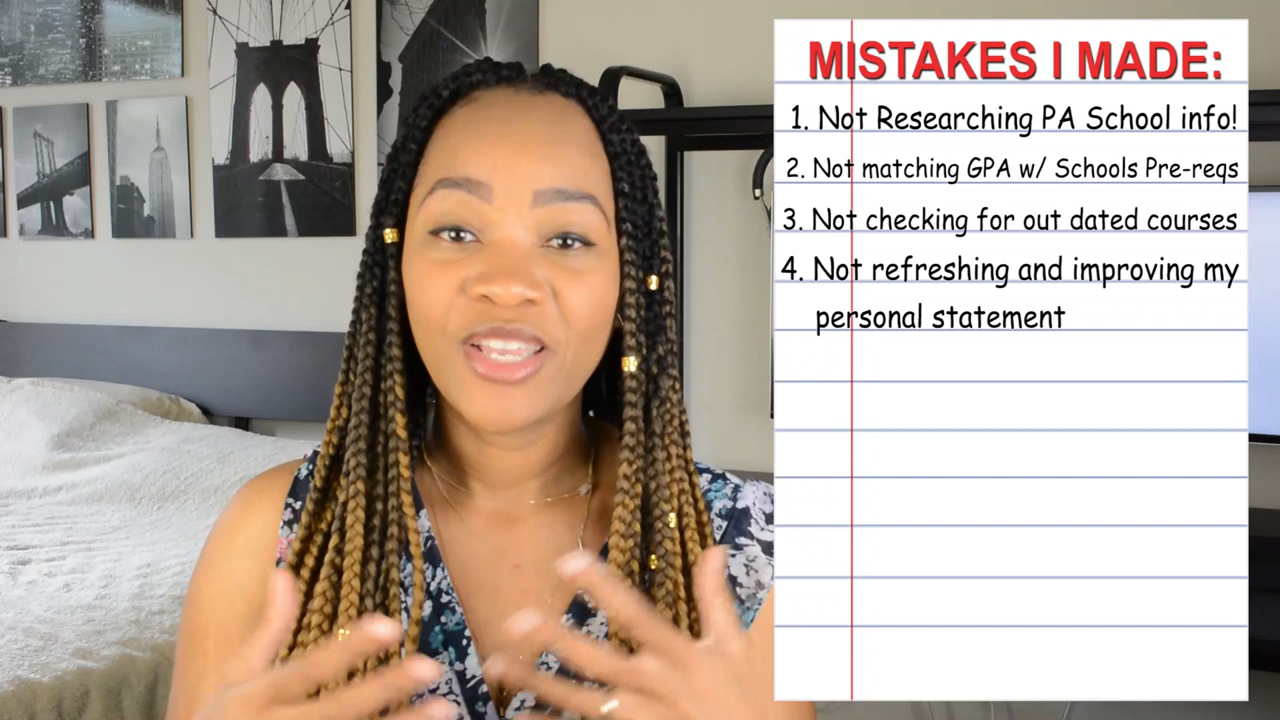 MISTAKES I MADE:
1. Not Researching PA School info!
2. Not matching GPA w/ Schools Pre-reqs
3. Not checking for out dated courses
4. Not refreshing and improving my
personal statement